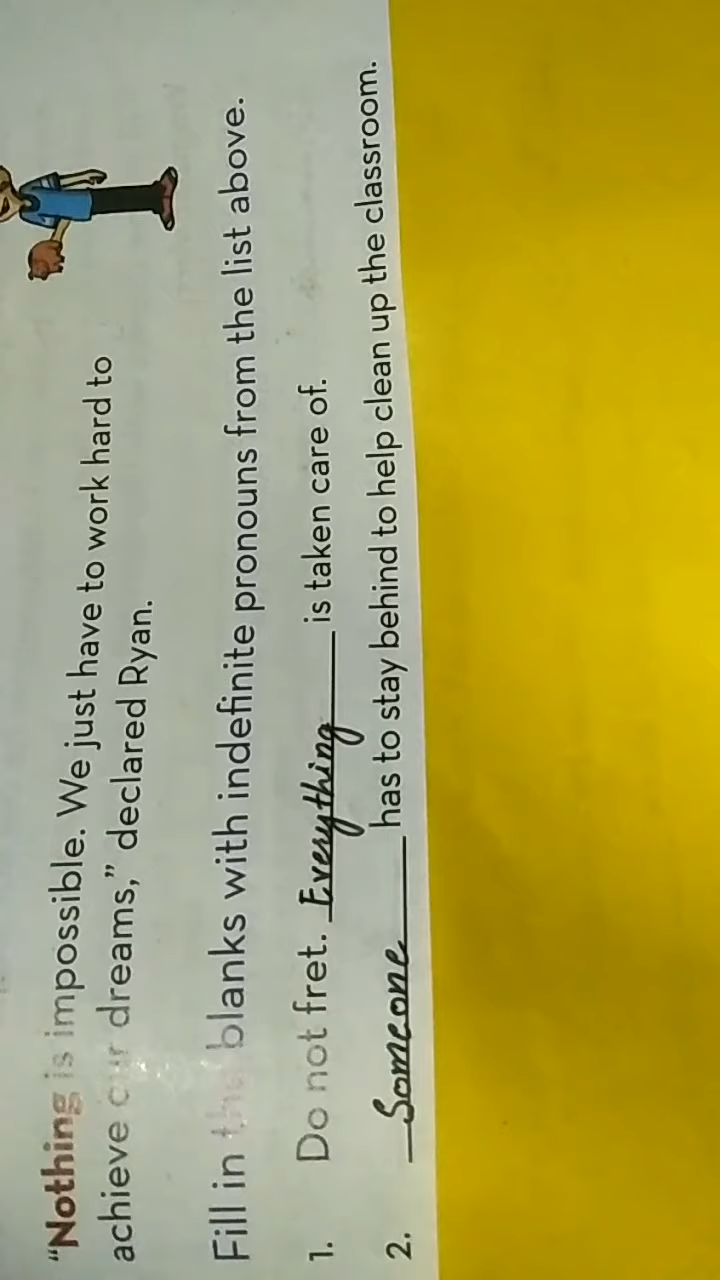 "Nothing is impossible. We just have to work hard to
achieve our dreams," declared Ryan.
Fill in the blanks with indefinite pronouns from the list above.
1. Do not fret. Everything is taken care of.
2. Someone has to stay behind to help clean up the classroom.